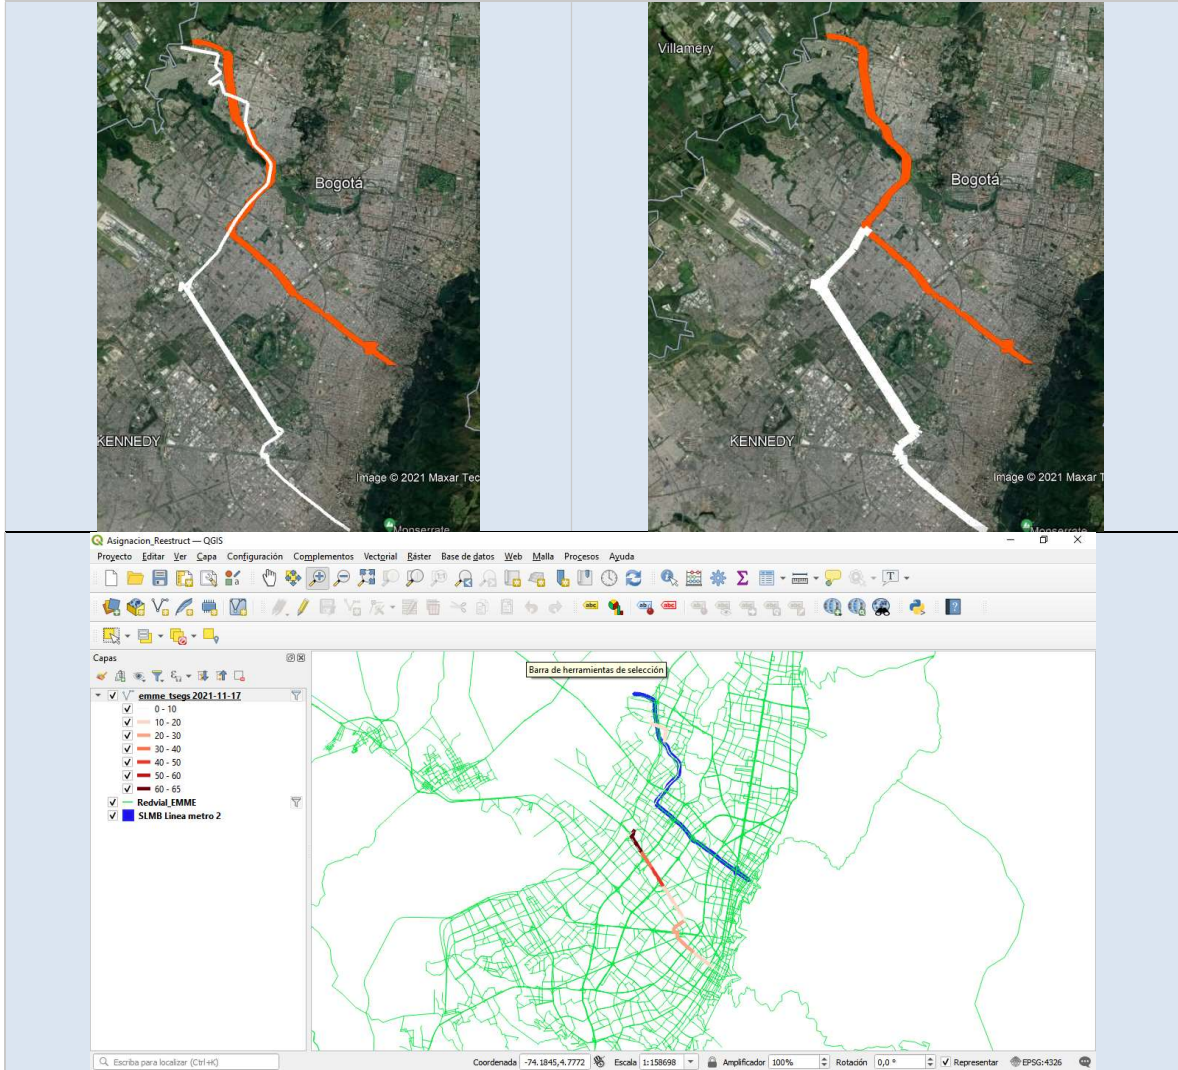 Villamery
Bogotá
Bogotá
KENNEDY
KENNEDY
Image © 2021 Maxar Tec
Image © 2021 Maxar T
Monserrate
Monserrate
Asignacion_Reestruct — QGIS
Proyecto Editar Ver Capa Configuración Complementos Vectorial Ráster Base de datos Web Malla Procesos Ayuda
Capas
Barra de herramientas de selección
emme_tsegs 2021-11-17
0 - 10
10 - 20
20 - 30
30 - 40
40 - 50
50 - 60
60 - 65
Redvial_EMME
SLMB Linea metro 2
Escriba para localizar (Ctrl+K) Coordenada -74.1845,4.7772 Escala 1:158698 Amplificador 100% Rotación 0,0 ° Representar EPSG:4326